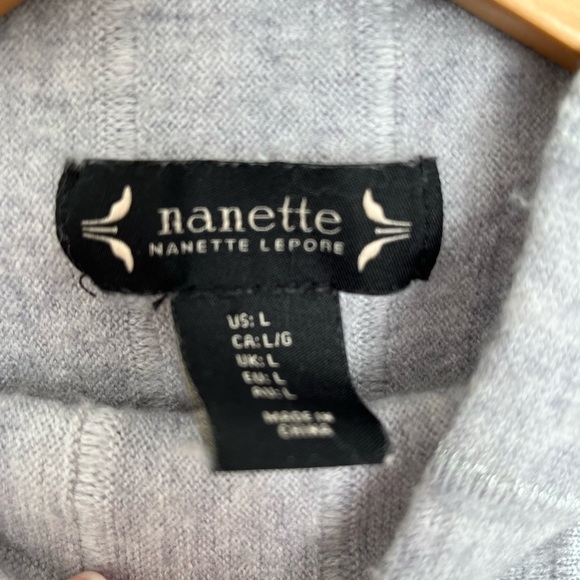 nanette
NANETTE LEPORE
US: L
CA: L/G
UK: L
EU: L
AU: L
MADE IN
CHINA